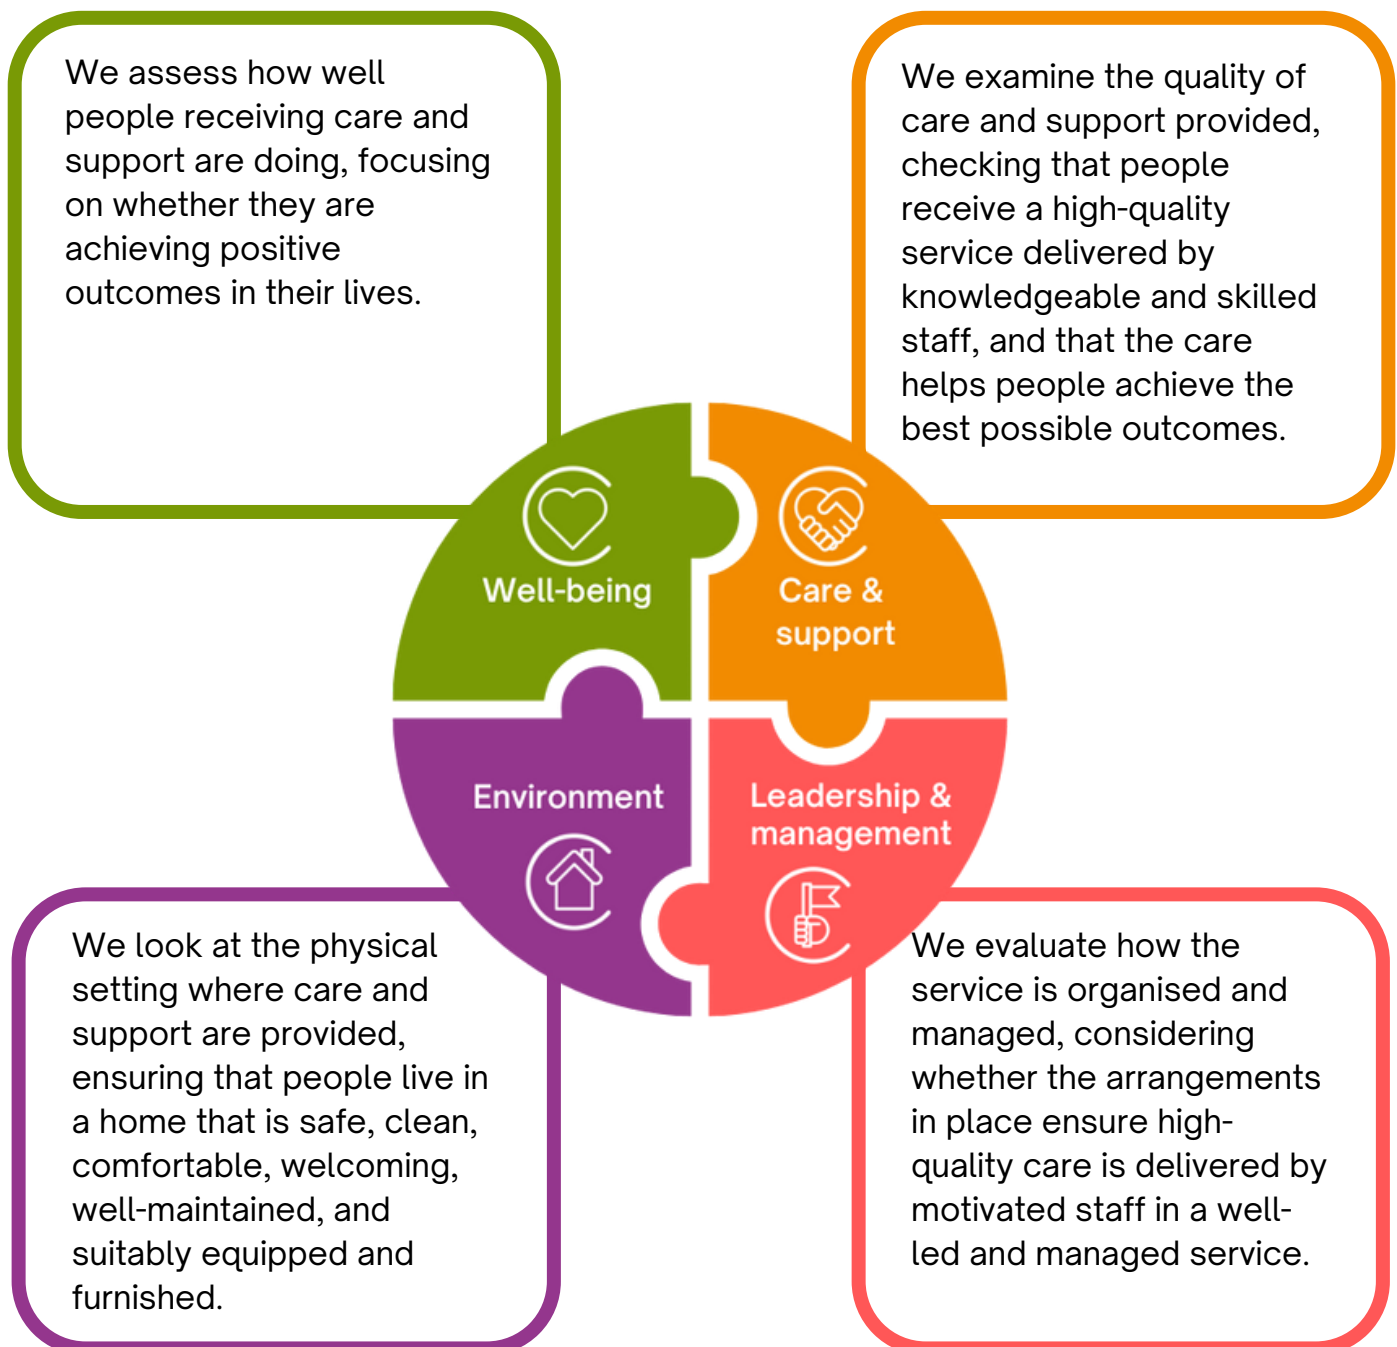 We assess how well
people receiving care and
support are doing, focusing
on whether they are
achieving positive
outcomes in their lives.
We examine the quality of
care and support provided,
checking that people
receive a high-quality
service delivered by
knowledgeable and skilled
staff, and that the care
helps people achieve the
best possible outcomes.
Well-being
Care &
support
Environment
Leadership &
management
We look at the physical
setting where care and
support are provided,
ensuring that people live in
a home that is safe, clean,
comfortable, welcoming,
well-maintained, and
suitably equipped and
furnished.
We evaluate how the
service is organised and
managed, considering
whether the arrangements
in place ensure high-
quality care is delivered by
motivated staff in a well-
led and managed service.